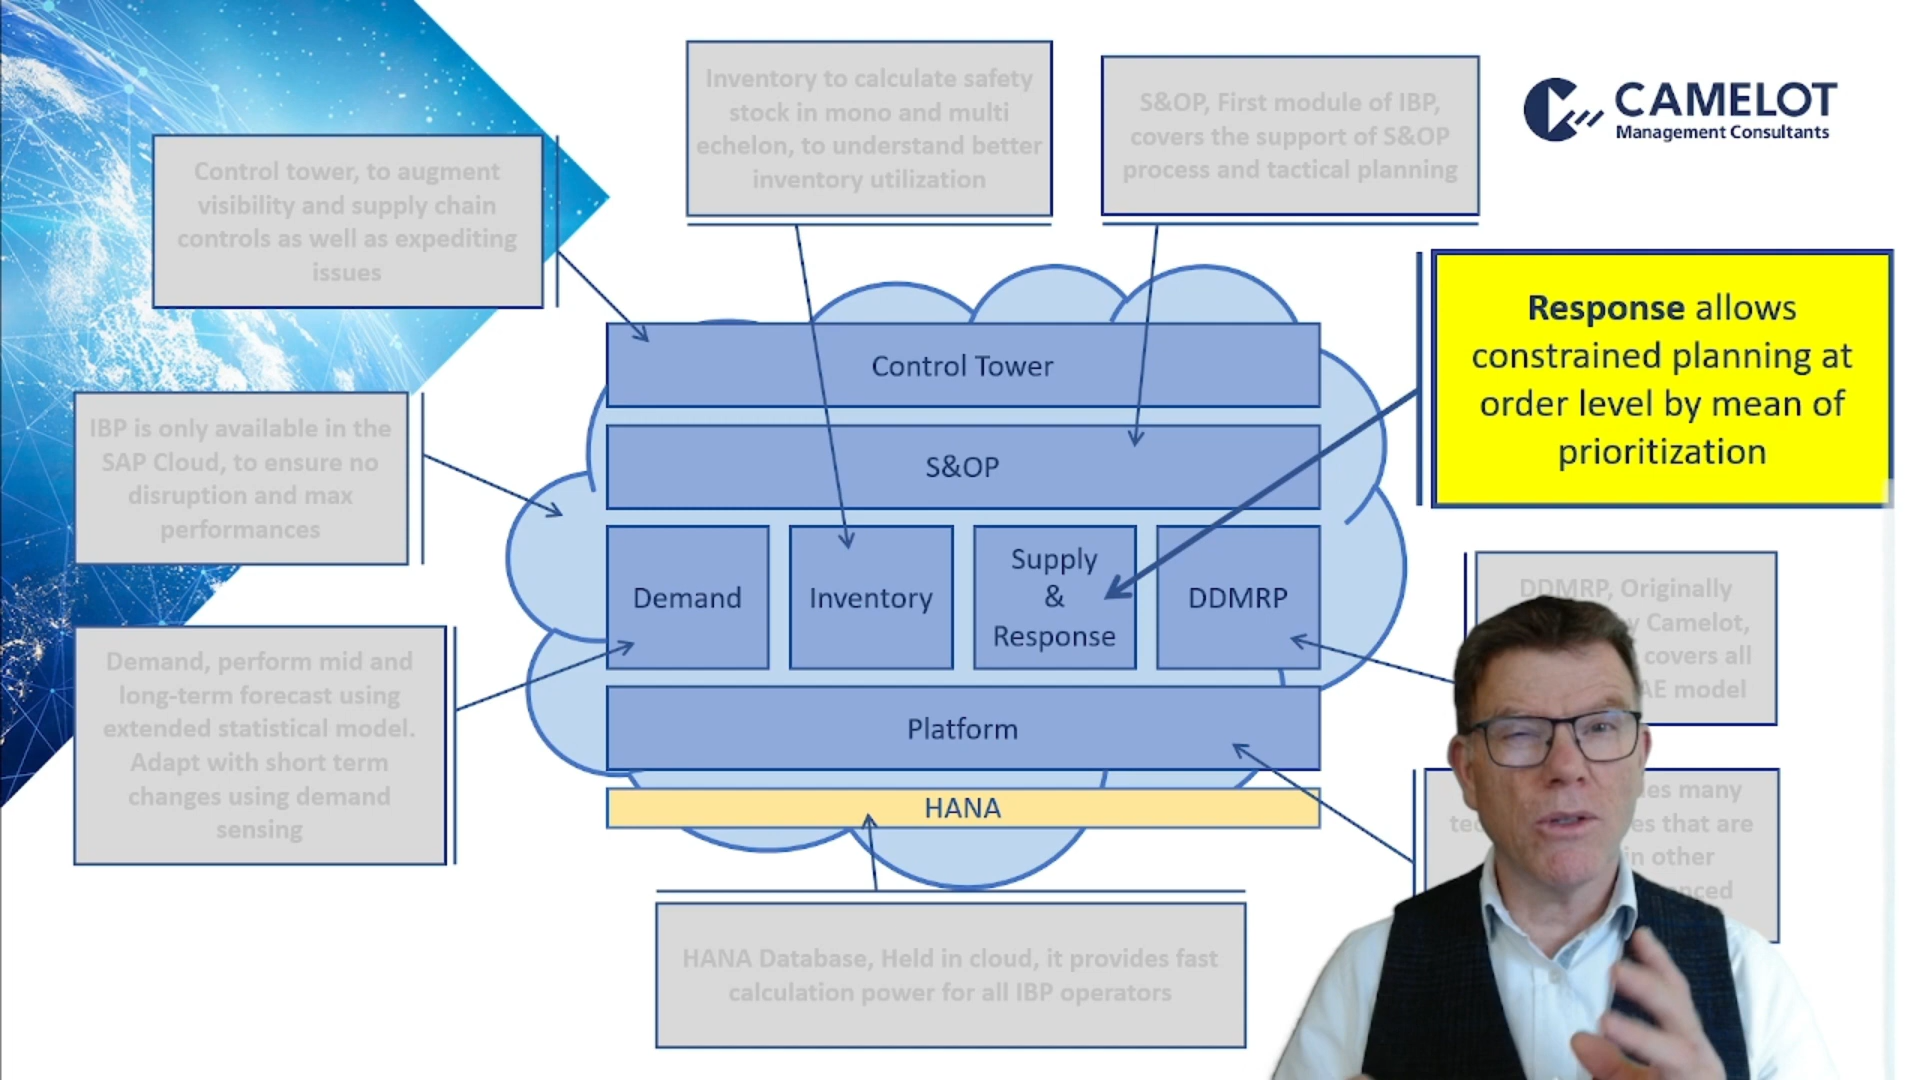 CAMELOT
Management Consultants
Inventory to calculate safety
stock in mono and multi
echelon, to understand better
inventory utilization
S&OP, First module of IBP,
covers the support of S&OP
process and tactical planning
Control tower, to augment
visibility and supply chain
controls as well as expediting
issues
Response allows
constrained planning at
order level by mean of
prioritization
IBP is only available in the
SAP Cloud, to ensure no
disruption and max
performances
Control Tower
S&OP
Demand
Inventory
Supply
&
Response
DDMRP
Platform
HANA
DDMRP, Originally
Camelot,
covers all
model
Demand, perform mid and
long-term forecast using
extended statistical model.
Adapt with short term
changes using demand
sensing
many
that are
in other
HANA Database, Held in cloud, it provides fast
calculation power for all IBP operators